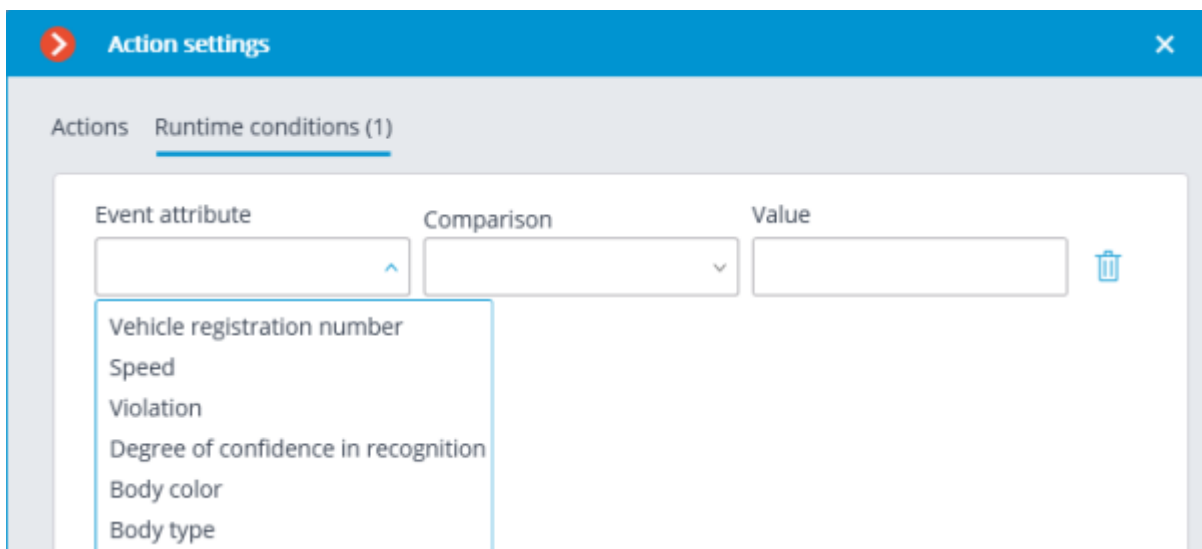 Action settings
Actions Runtime conditions (1)
Event attribute Comparison Value
Vehicle registration number
Speed
Violation
Degree of confidence in recognition
Body color
Body type